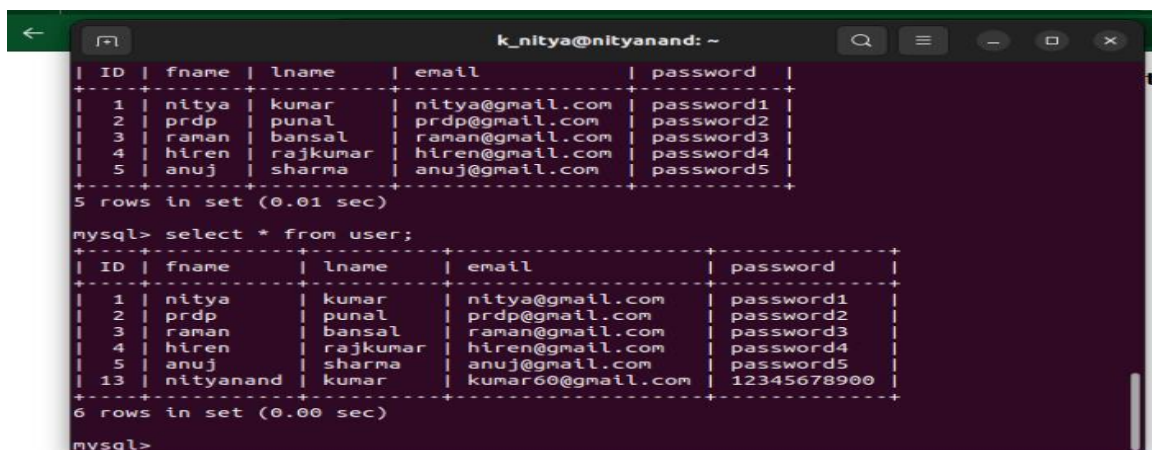 k_nitya@nityanand: ~
| ID | fname | lname | email | password |
+----+-------+----------+-----------------+-----------+
| 1 | nitya | kumar | nitya@gmail.com | password1 |
| 2 | prdp | punal | prdp@gmail.com | password2 |
| 3 | raman | bansal | raman@gmail.com | password3 |
| 4 | hiren | rajkumar | hiren@gmail.com | password4 |
| 5 | anuj | sharma | anuj@gmail.com | password5 |
+----+-------+----------+-----------------+-----------+
5 rows in set (0.01 sec)
mysql> select * from user;
+----+-----------+----------+-------------------+-------------+
| ID | fname | lname | email | password |
+----+-----------+----------+-------------------+-------------+
| 1 | nitya | kumar | nitya@gmail.com | password1 |
| 2 | prdp | punal | prdp@gmail.com | password2 |
| 3 | raman | bansal | raman@gmail.com | password3 |
| 4 | hiren | rajkumar | hiren@gmail.com | password4 |
| 5 | anuj | sharma | anuj@gmail.com | password5 |
| 13 | nityanand | kumar | kumar60@gmail.com | 12345678900 |
+----+-----------+----------+-------------------+-------------+
6 rows in set (0.00 sec)
mysql>